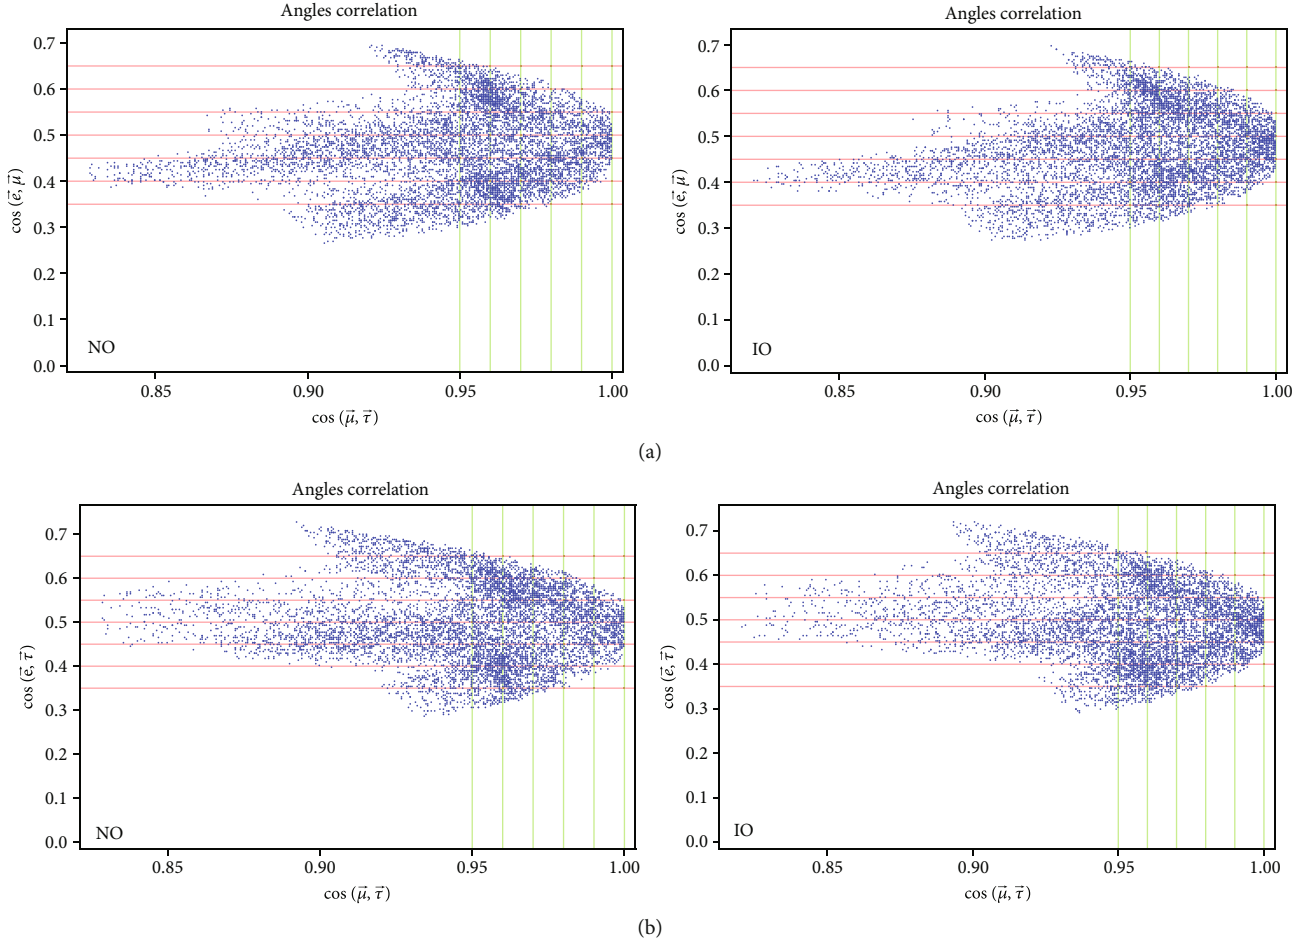 Angles correlation
0.7
0.6
0.5
0.4
0.3
0.2
0.1
0.0
cos (e⃗, μ⃗)
NO
0.85 0.90 0.95 1.00
cos (μ⃗, τ⃗)
Angles correlation
0.7
0.6
0.5
0.4
0.3
0.2
0.1
0.0
cos (e⃗, μ⃗)
IO
0.85 0.90 0.95 1.00
cos (μ⃗, τ⃗)
(a)
Angles correlation
0.7
0.6
0.5
0.4
0.3
0.2
0.1
0.0
cos (e⃗, τ⃗)
NO
0.85 0.90 0.95 1.00
cos (μ⃗, τ⃗)
Angles correlation
0.7
0.6
0.5
0.4
0.3
0.2
0.1
0.0
cos (e⃗, τ⃗)
IO
0.85 0.90 0.95 1.00
cos (μ⃗, τ⃗)
(b)